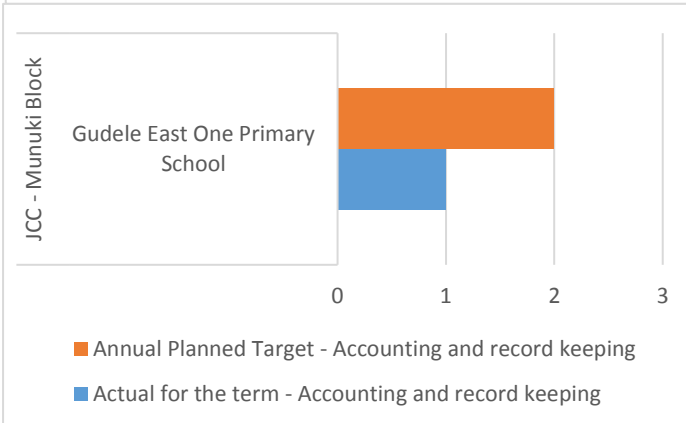 JCC - Munuki Block
Gudele East One Primary
School
0 1 2 3
Annual Planned Target - Accounting and record keeping
Actual for the term - Accounting and record keeping